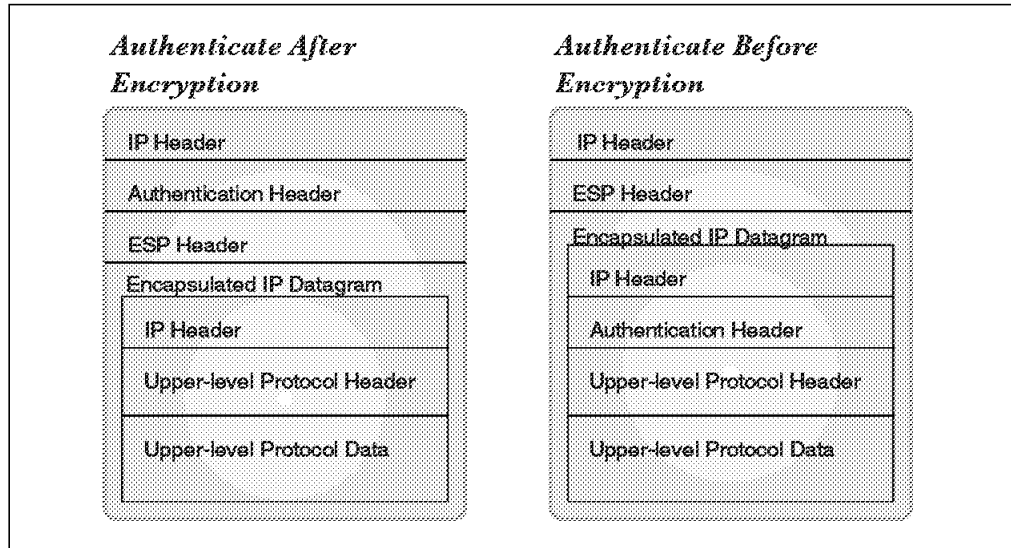 Authenticate After
Encryption
IP Header
Authentication Header
ESP Header
Encapsulated IP Datagram
IP Header
Upper-level Protocol Header
Upper-level Protocol Data
Authenticate Before
Encryption
IP Header
ESP Header
Encapsulated IP Datagram
IP Header
Authentication Header
Upper-level Protocol Header
Upper-level Protocol Data